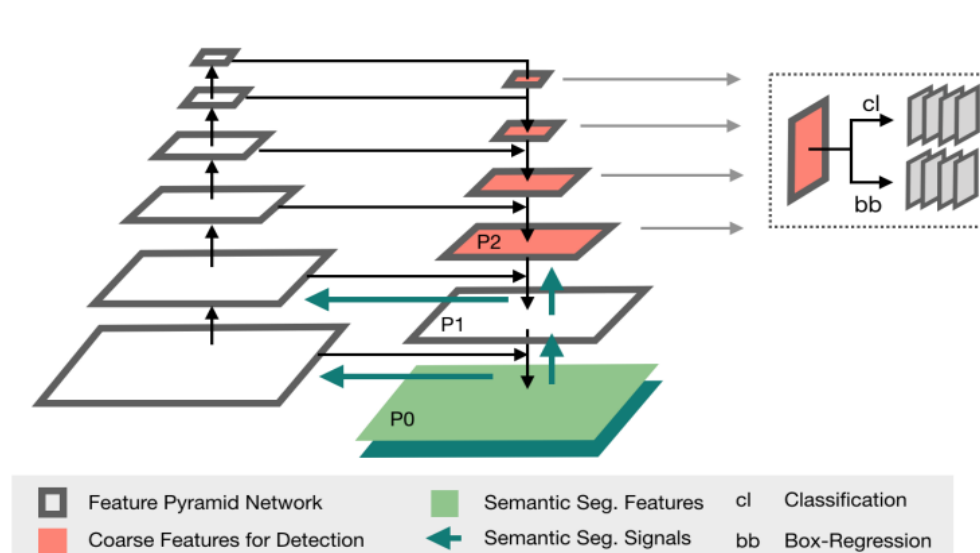 cl
bb
P2
P1
P0
Feature Pyramid Network
Semantic Seg. Features
cl Classification
Coarse Features for Detection
Semantic Seg. Signals
bb Box-Regression